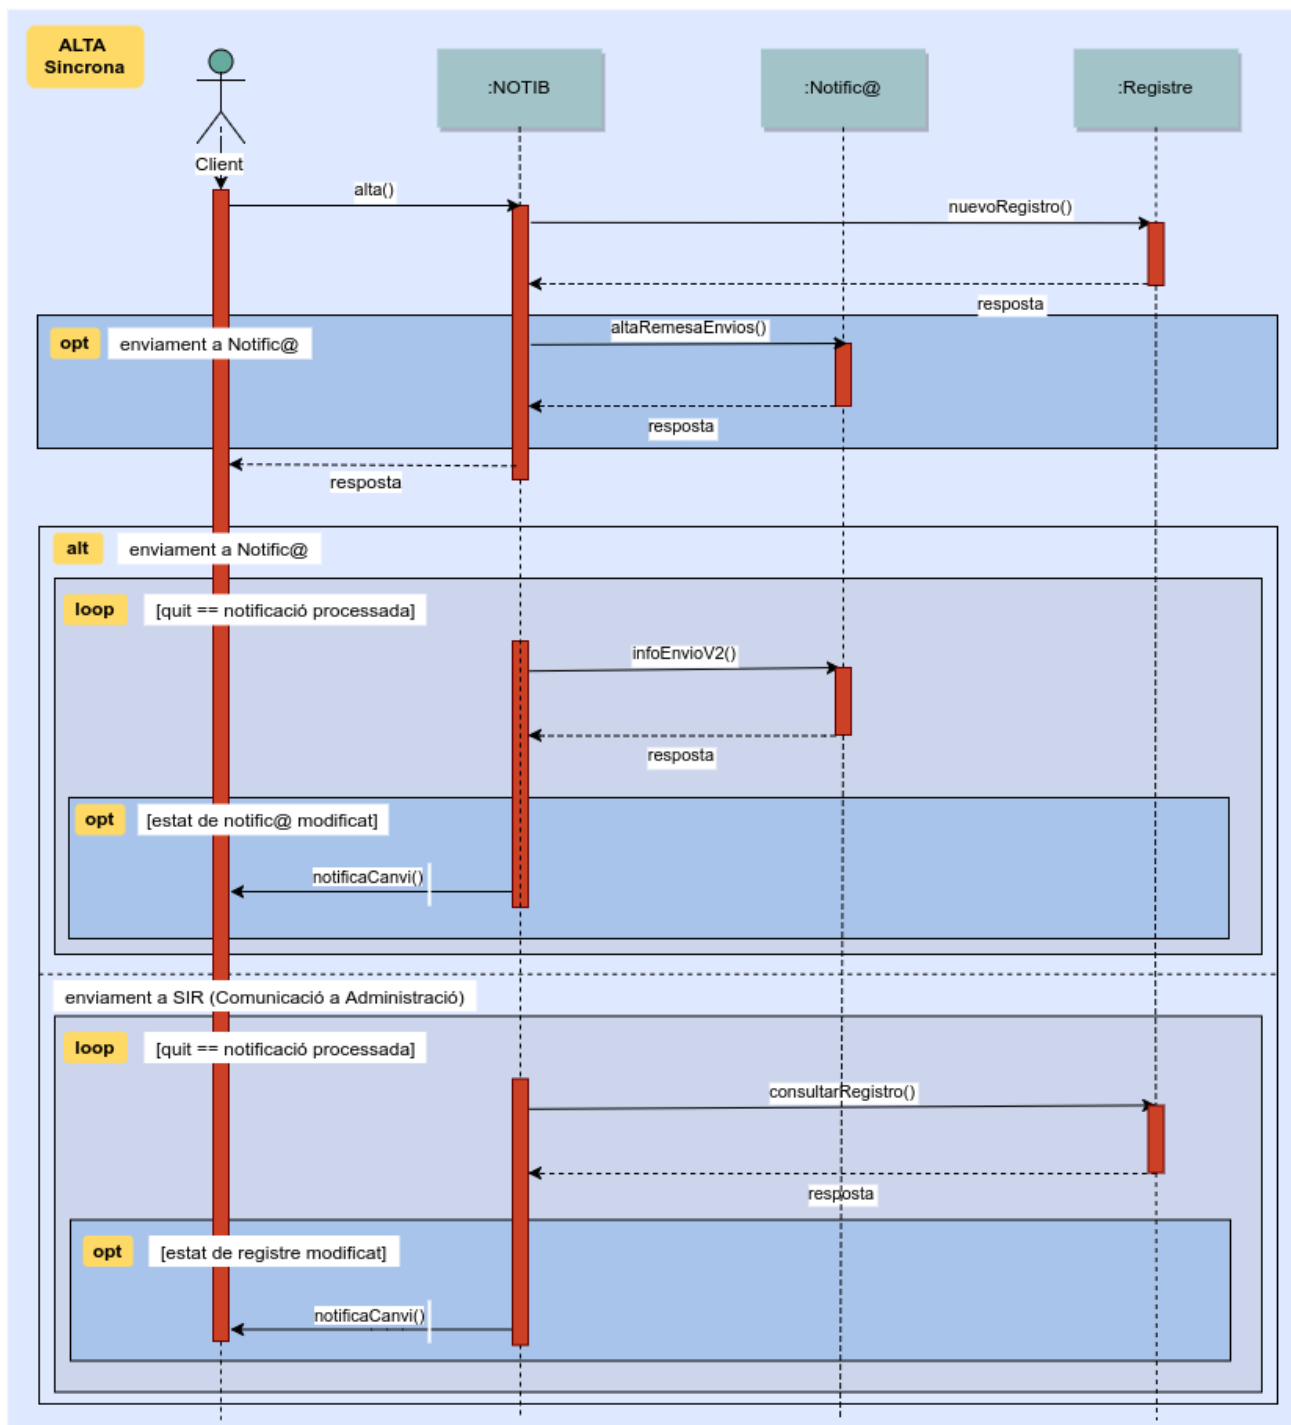 ALTA
Sincrona
:NOTIB
:Notific@
:Registre
Client
alta()
nuevoRegistro()
resposta
opt
enviament a Notific@
altaRemesaEnvios()
resposta
resposta
alt
enviament a Notific@
loop
[quit == notificació processada]
infoEnvioV2()
resposta
opt
[estat de notific@ modificat]
notificaCanvi()
enviament a SIR (Comunicació a Administració)
loop
[quit == notificació processada]
consultarRegistro()
resposta
opt
[estat de registre modificat]
notificaCanvi()